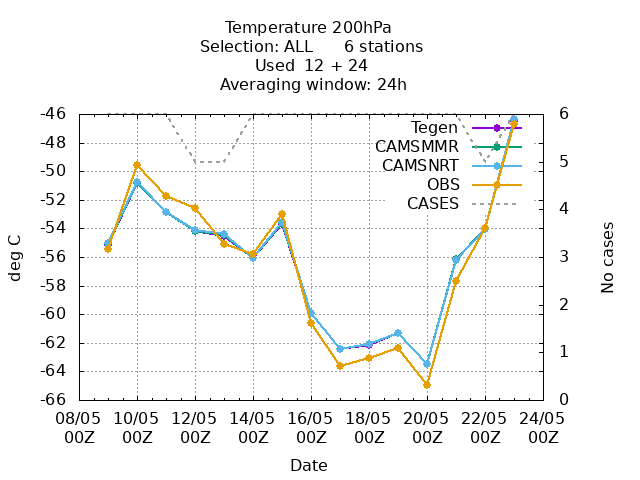 Temperature 200hPa
Selection: ALL      6 stations
Used  12 + 24
Averaging window: 24h
-46
-48
-50
-52
-54
-56
-58
-60
-62
-64
-66
deg C
6
5
4
3
2
1
0
No cases
Tegen
CAMSMMR
CAMSNRT
OBS
CASES
08/05 10/05 12/05 14/05 16/05 18/05 20/05 22/05 24/05
00Z 00Z 00Z 00Z 00Z 00Z 00Z 00Z 00Z
Date